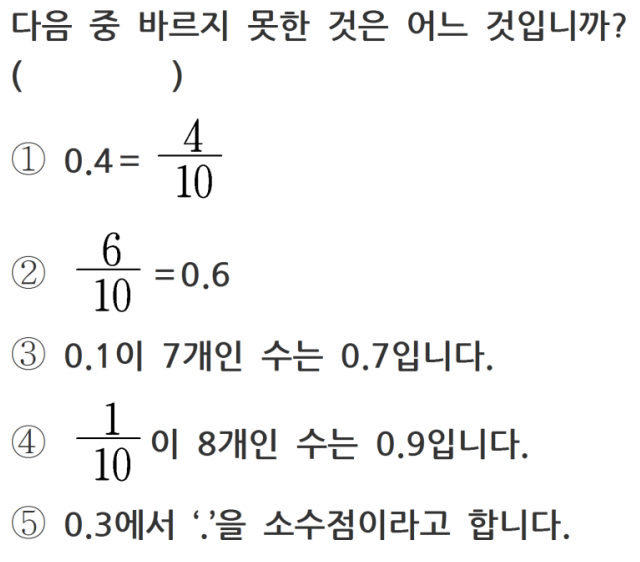 다음 중 바르지 못한 것은 어느 것입니까?
(          )
① 0.4= 4/10
② 6/10 =0.6
③ 0.1이 7개인 수는 0.7입니다.
④ 1/10 이 8개인 수는 0.9입니다.
⑤ 0.3에서 ‘.’을 소수점이라고 합니다.